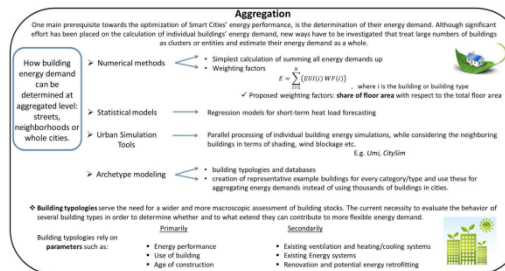 Aggregation
One main prerequisite towards the optimization of Smart Cities' energy performance, is the determination of their energy demand. Although significant
effort has been placed on the calculation of individual buildings' energy demand, new ways have to be investigated that treat large numbers of buildings
as clusters or entities and estimate their energy demand as a whole.
How building
energy demand
can be
determined at
aggregated level:
streets,
neighborhoods or
whole cities.
➤ Numerical methods
• Simplest calculation of summing all energy demands up
• Weighting factors
E = ∑ᵢ₌₁ᴺ (EUI(i) WF(i)) , where i is the building or building type
✓ Proposed weighting factors: share of floor area with respect to the total floor area
➤ Statistical models
Regression models for short-term heat load forecasting
➤ Urban Simulation
Tools
• Parallel processing of individual building energy simulations, while considering the neighboring
buildings in terms of shading, wind blockage etc.
E.g. Umi, CitySim
➤ Archetype modeling
• building typologies and databases
• creation of representative example buildings for every category/type and use these for
aggregating energy demands instead of using thousands of buildings in cities.
❖ Building typologies serve the need for a wider and more macroscopic assessment of building stocks. The current necessity to evaluate the behavior of
several building types in order to determine whether and to what extend they can contribute to more flexible energy demand.
Building typologies rely on
parameters such as:
Primarily
• Energy performance
• Use of building
• Age of construction
Secondarily
• Existing ventilation and heating/cooling systems
• Existing Energy systems
• Renovation and potential energy retrofitting